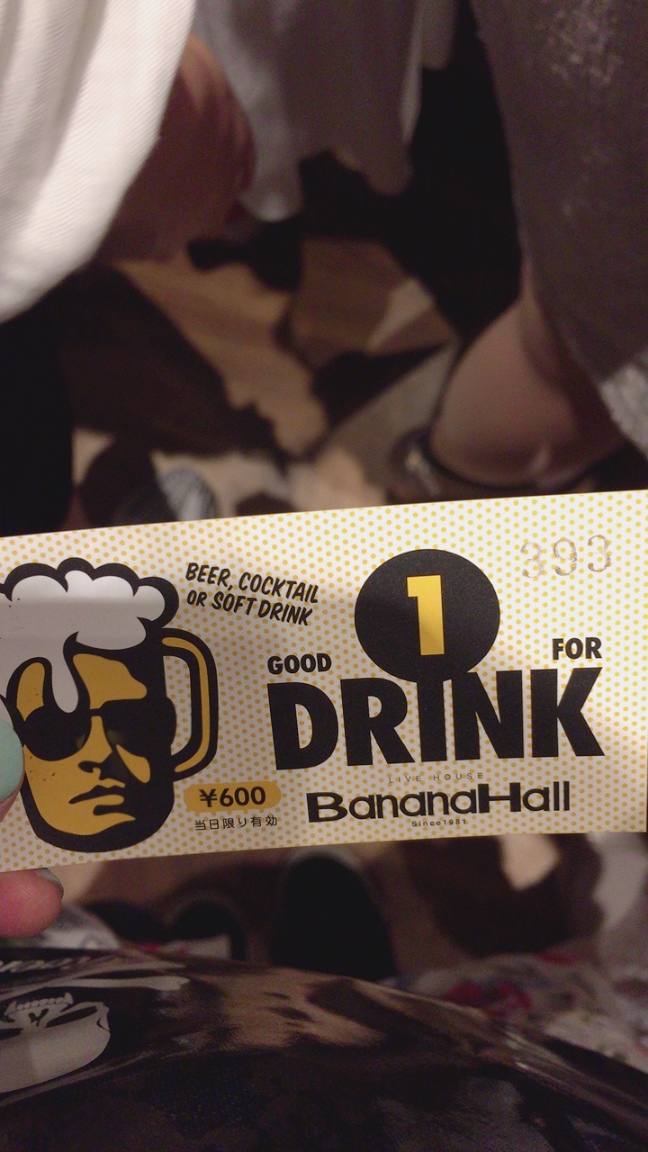 393
BEER, COCKTAIL
OR SOFT DRINK
1
GOOD
FOR
DRINK
¥600
当日限り有効
LIVE HOUSE
BananaHall
Since1981